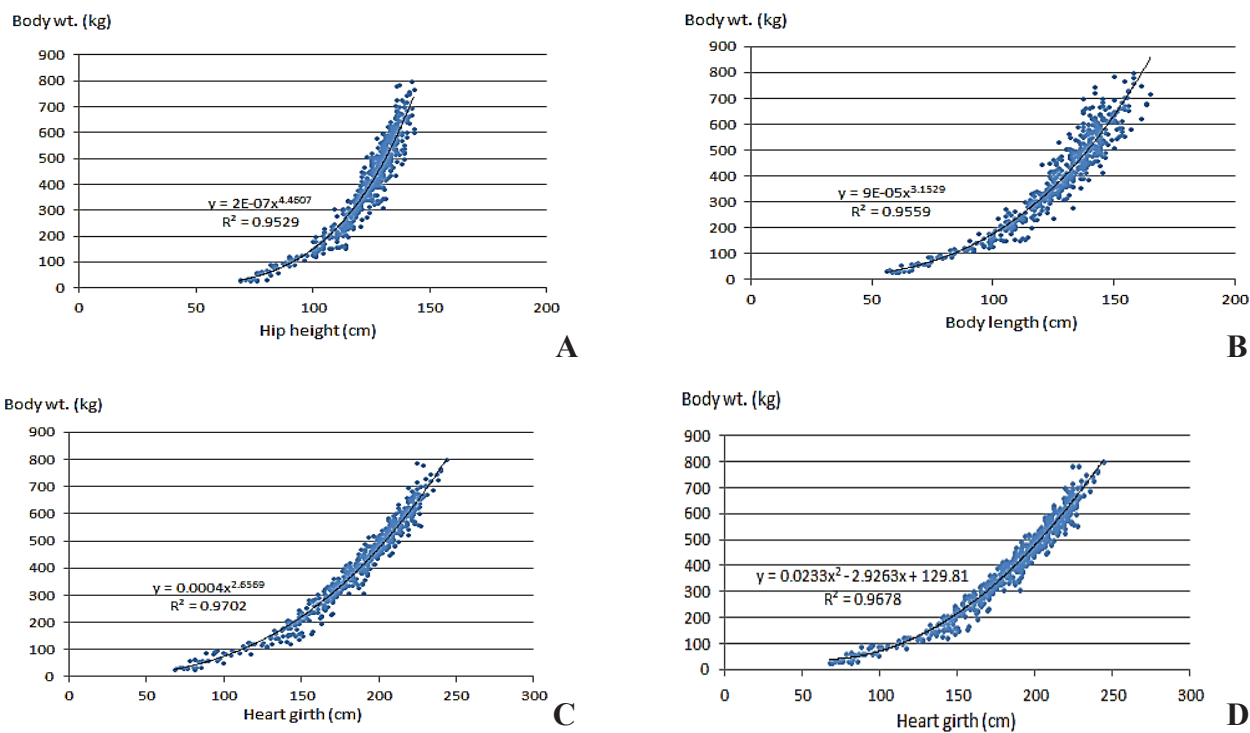 Body wt. (kg)
900
800
700
600
500
400
300
200
100
0
y = 2E-07x^4.4607
R² = 0.9529
0 50 100 150 200
Hip height (cm)
A
Body wt. (kg)
900
800
700
600
500
400
300
200
100
0
y = 9E-05x^3.1529
R² = 0.9559
0 50 100 150 200
Body length (cm)
B
Body wt. (kg)
900
800
700
600
500
400
300
200
100
0
y = 0.0004x^2.6569
R² = 0.9702
0 50 100 150 200 250 300
Heart girth (cm)
C
Body wt. (kg)
900
800
700
600
500
400
300
200
100
0
y = 0.0233x² - 2.9263x + 129.81
R² = 0.9678
0 50 100 150 200 250 300
Heart girth (cm)
D